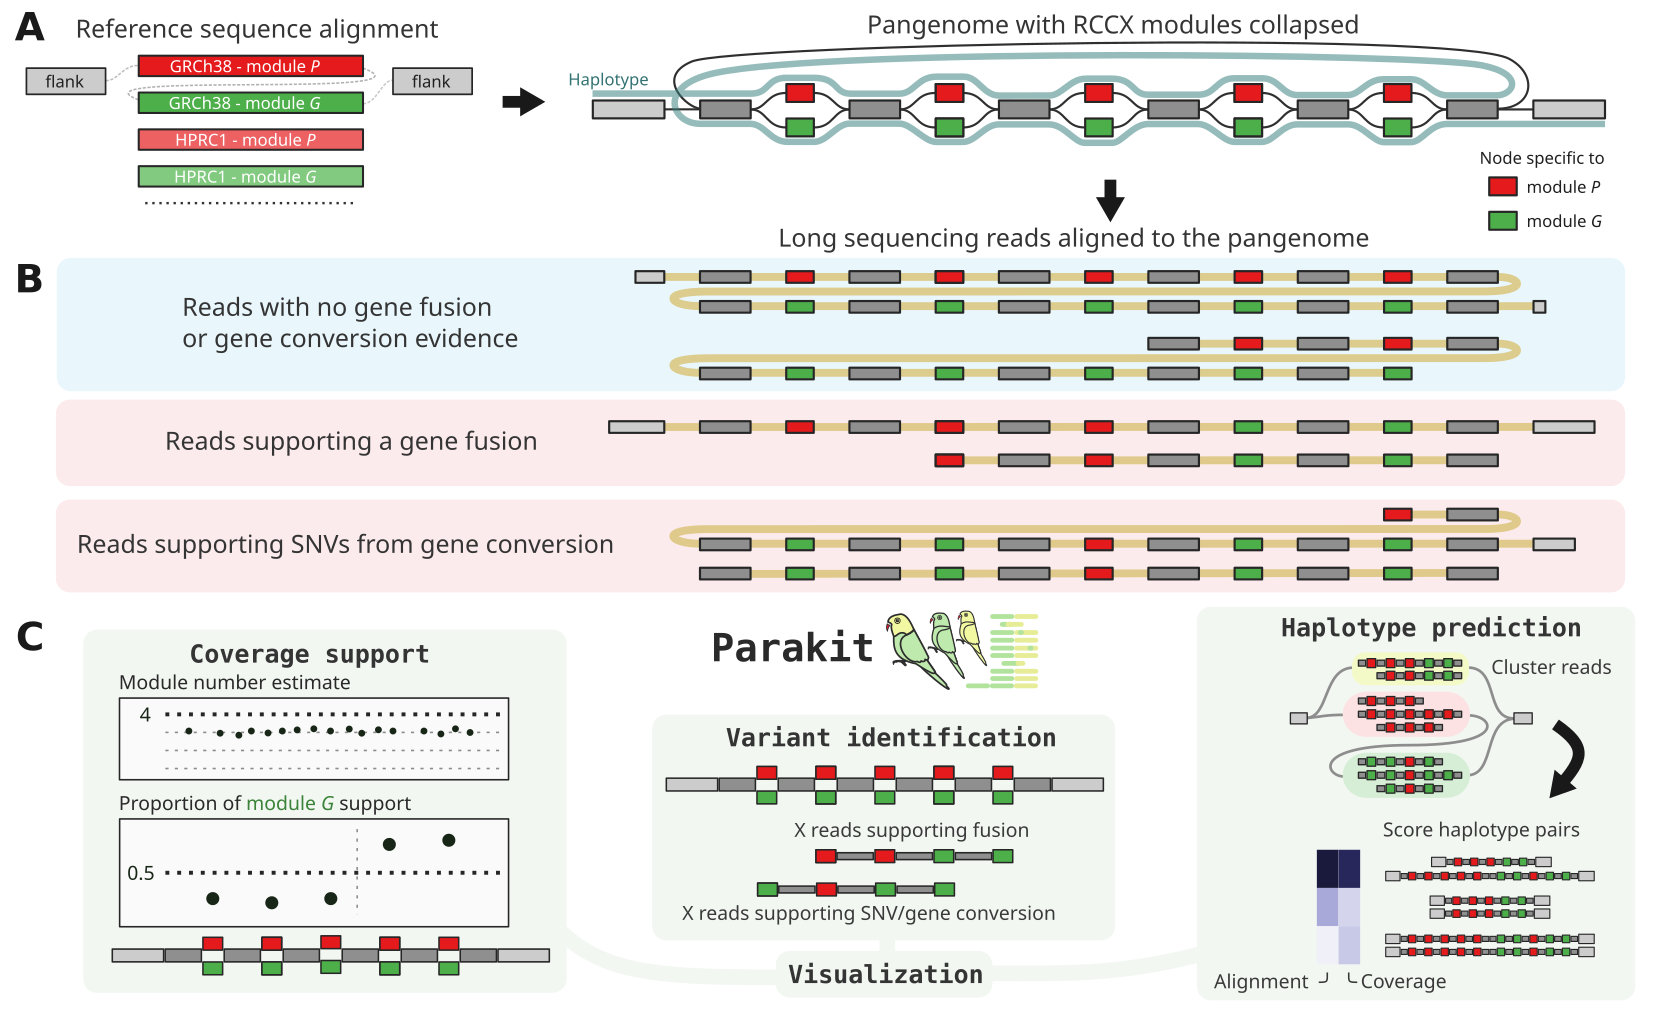 A
Reference sequence alignment
flank
GRCh38 - module P
GRCh38 - module G
HPRC1 - module P
HPRC1 - module G
flank
Pangenome with RCCX modules collapsed
Haplotype
Node specific to
module P
module G
Long sequencing reads aligned to the pangenome
B
Reads with no gene fusion
or gene conversion evidence
Reads supporting a gene fusion
Reads supporting SNVs from gene conversion
C
Coverage support
Module number estimate
4
Proportion of module G support
0.5
Parakit
Variant identification
X reads supporting fusion
X reads supporting SNV/gene conversion
Visualization
Haplotype prediction
Cluster reads
Score haplotype pairs
Alignment
Coverage